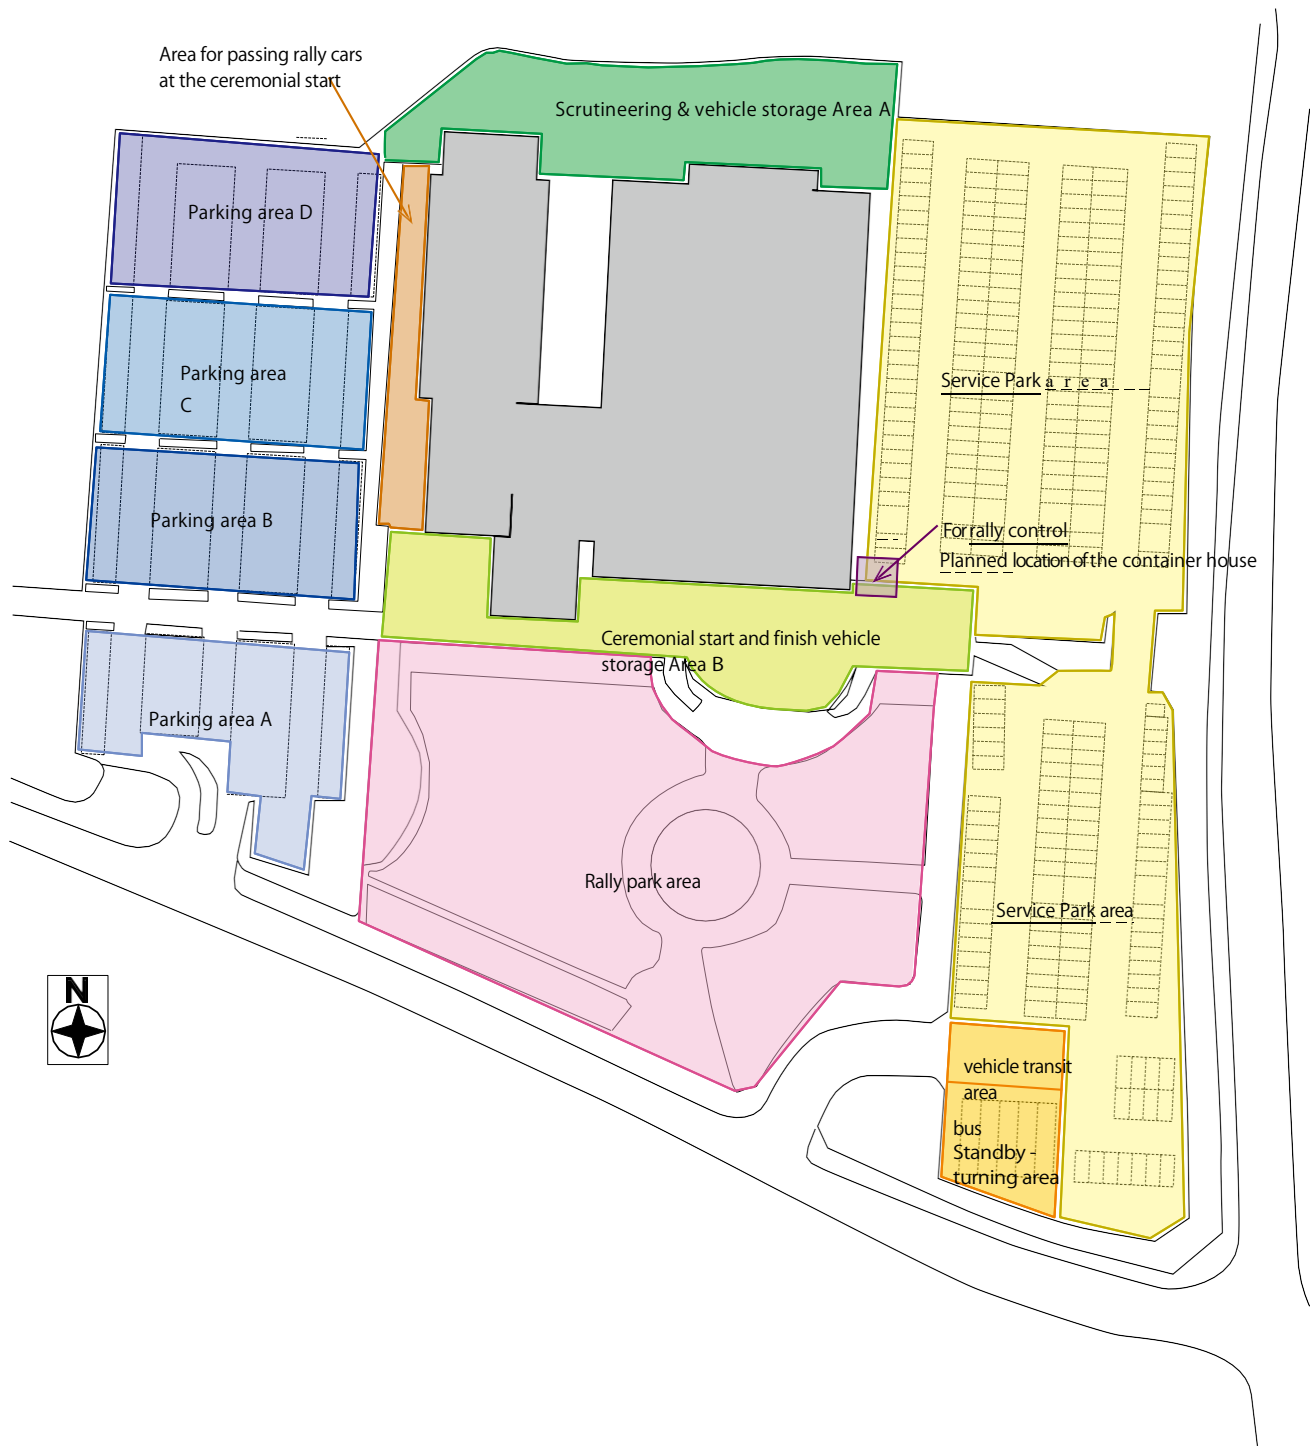 Area for passing rally cars
at the ceremonial start
Scrutineering & vehicle storage Area A
Parking area D
Parking area
C
Service Park area
Parking area B
For rally control
Planned location of the container house
Ceremonial start and finish vehicle
storage Area B
Parking area A
Rally park area
Service Park area
N
vehicle transit
area
bus
Standby -
turning area